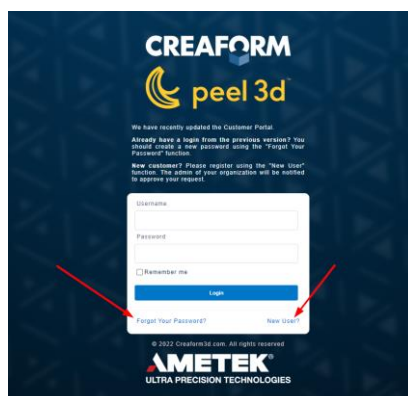 CREAFORM
peel 3d
We have recently updated the Customer Portal.
Already have a login from the previous version? You
should create a new password using the "Forgot Your
Password" function.
New customer? Please register using the "New User"
function. The admin of your organization will be notified
to approve your request.
Username
Password
Remember me
Login
Forgot Your Password?
New User?
© 2022 Creaform3d.com. All rights reserved
AMETEK®
ULTRA PRECISION TECHNOLOGIES